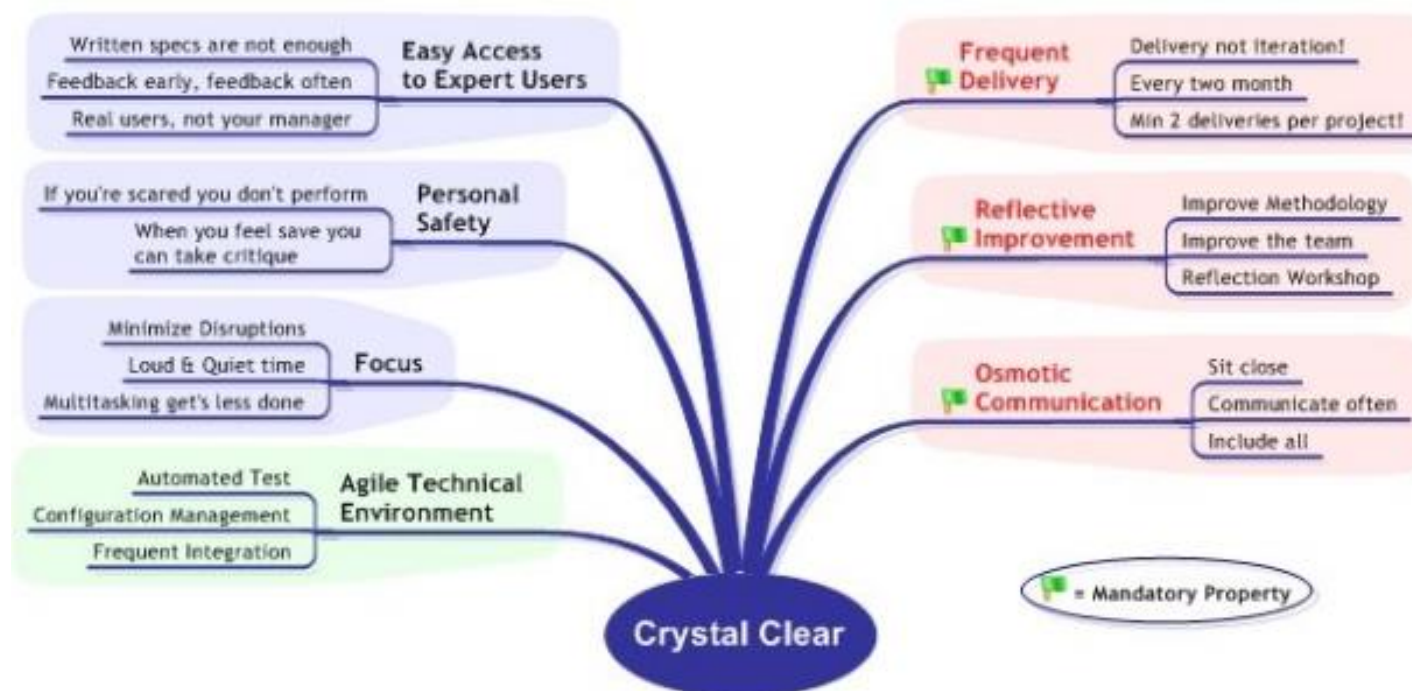 Written specs are not enough
Feedback early, feedback often
Real users, not your manager
Easy Access
to Expert Users
If you're scared you don't perform
When you feel save you
can take critique
Personal
Safety
Minimize Disruptions
Loud & Quiet time
Multitasking get's less done
Focus
Automated Test
Configuration Management
Frequent Integration
Agile Technical
Environment
Frequent
Delivery
Delivery not iteration!
Every two month
Min 2 deliveries per project!
Reflective
Improvement
Improve Methodology
Improve the team
Reflection Workshop
Osmotic
Communication
Sit close
Communicate often
Include all
= Mandatory Property
Crystal Clear